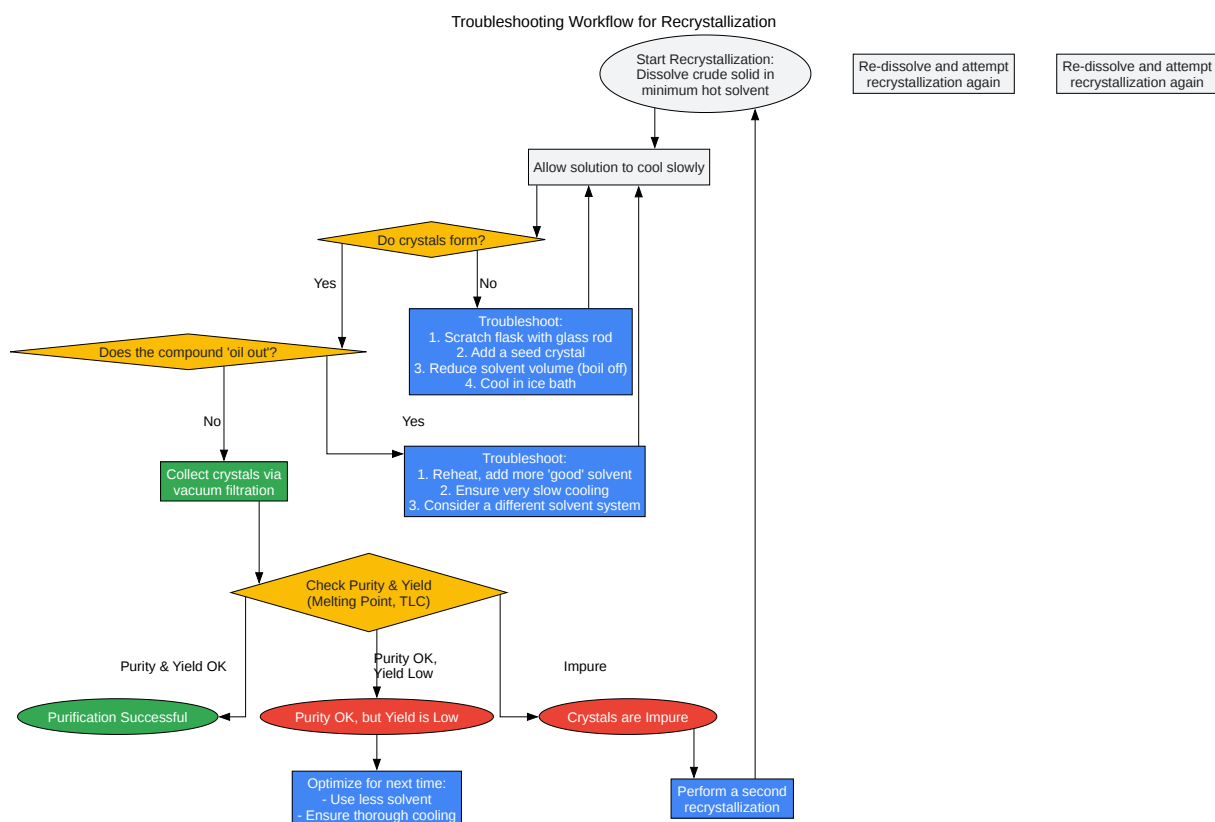 Troubleshooting Workflow for Recrystallization
Start Recrystallization:
Dissolve crude solid in
minimum hot solvent
Re-dissolve and attempt
recrystallization again
Re-dissolve and attempt
recrystallization again
Allow solution to cool slowly
Do crystals form?
Yes
No
Troubleshoot:
1. Scratch flask with glass rod
2. Add a seed crystal
3. Reduce solvent volume (boil off)
4. Cool in ice bath
Does the compound 'oil out'?
No
Yes
Troubleshoot:
1. Reheat, add more 'good' solvent
2. Ensure very slow cooling
3. Consider a different solvent system
Collect crystals via
vacuum filtration
Check Purity & Yield
(Melting Point, TLC)
Purity & Yield OK
Purity OK,
Yield Low
Impure
Purification Successful
Purity OK, but Yield is Low
Crystals are Impure
Optimize for next time:
- Use less solvent
- Ensure thorough cooling
Perform a second
recrystallization